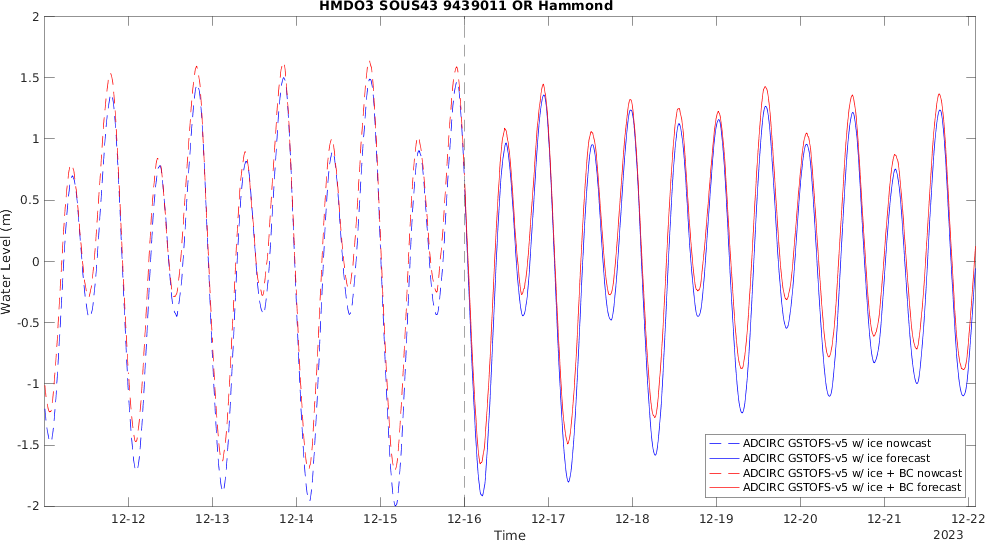 HMDO3 SOUS43 9439011 OR Hammond
2
1.5
1
0.5
0
-0.5
-1
-1.5
-2
Water Level (m)
12-12 12-13 12-14 12-15 12-16 12-17 12-18 12-19 12-20 12-21 12-22
Time
2023
ADCIRC GSTOFS-v5 w/ ice nowcast
ADCIRC GSTOFS-v5 w/ ice forecast
ADCIRC GSTOFS-v5 w/ ice + BC nowcast
ADCIRC GSTOFS-v5 w/ ice + BC forecast